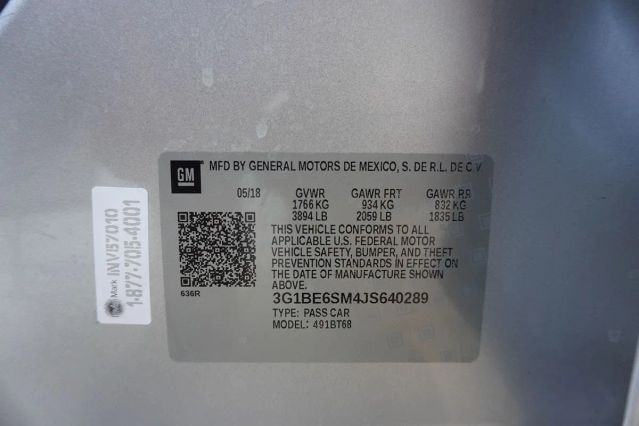 GM
MFD BY GENERAL MOTORS DE MEXICO, S. DE R.L. DE C.V.
05/18 GVWR GAWR FRT GAWR RR
1766 KG 934 KG 832 KG
3894 LB 2059 LB 1835 LB
THIS VEHICLE CONFORMS TO ALL
APPLICABLE U.S. FEDERAL MOTOR
VEHICLE SAFETY, BUMPER, AND THEFT
PREVENTION STANDARDS IN EFFECT ON
THE DATE OF MANUFACTURE SHOWN
ABOVE.
636R
3G1BE6SM4JS640289
TYPE: PASS CAR
MODEL: 491BT68
Mark INV157010
1-877-7015-4001